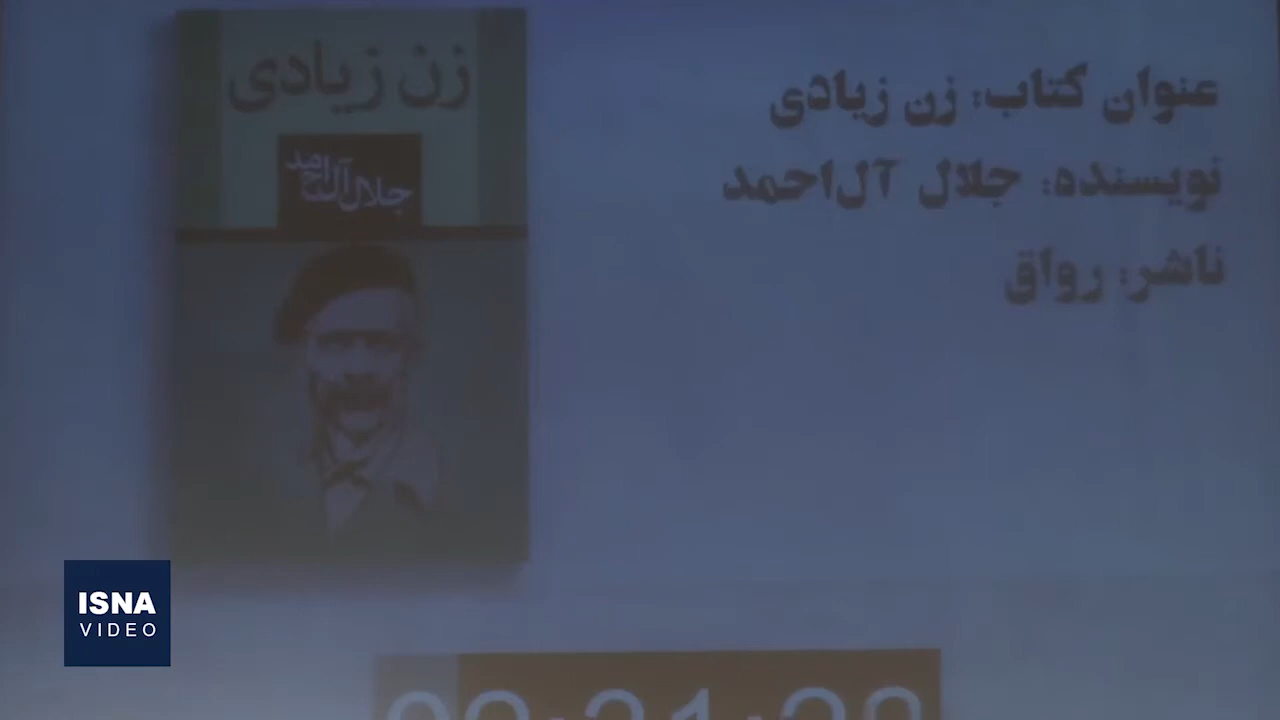 زن زیادی
جلال آل‌احمد
عنوان کتاب: زن زیادی
نویسنده: جلال آل‌احمد
ناشر: رواق
ISNA
VIDEO